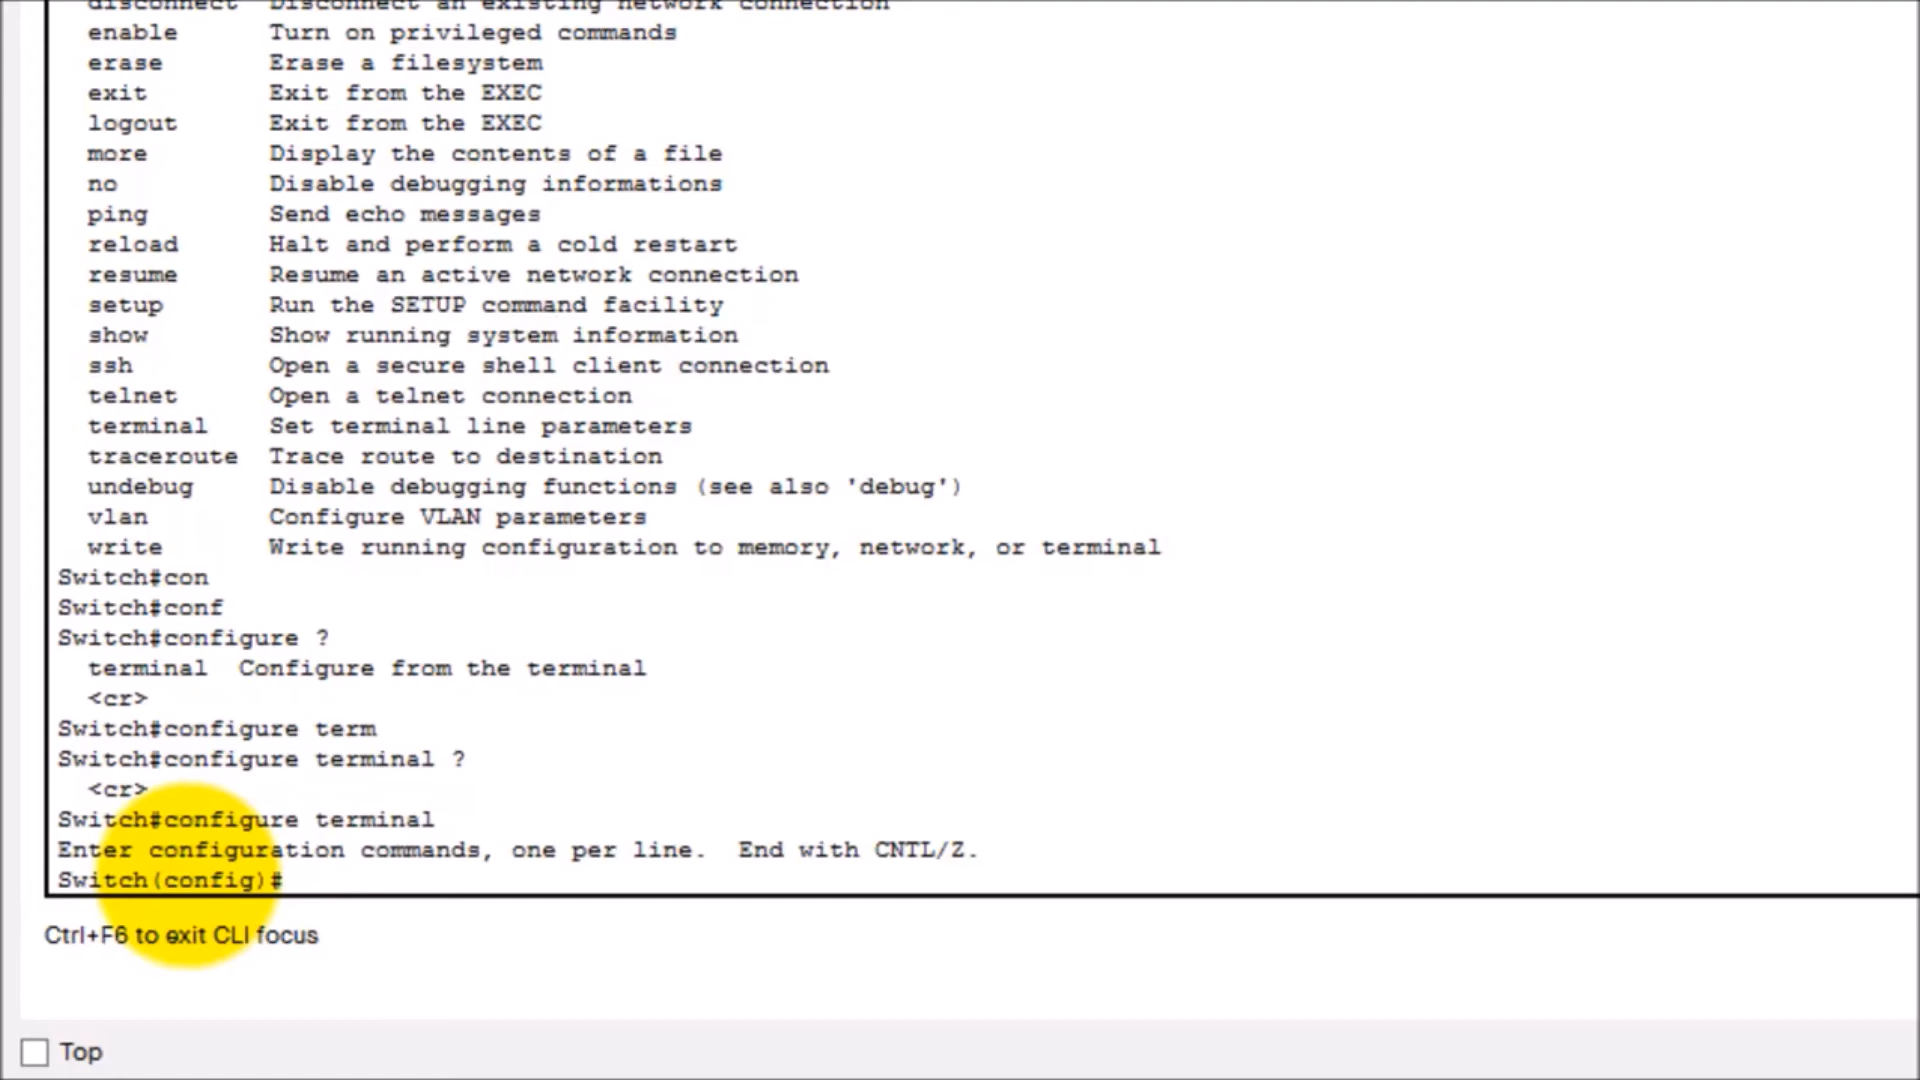 disconnect  Disconnect an existing network connection
enable      Turn on privileged commands
erase       Erase a filesystem
exit        Exit from the EXEC
logout      Exit from the EXEC
more        Display the contents of a file
no          Disable debugging informations
ping        Send echo messages
reload      Halt and perform a cold restart
resume      Resume an active network connection
setup       Run the SETUP command facility
show        Show running system information
ssh         Open a secure shell client connection
telnet      Open a telnet connection
terminal    Set terminal line parameters
traceroute  Trace route to destination
undebug     Disable debugging functions (see also 'debug')
vlan        Configure VLAN parameters
write       Write running configuration to memory, network, or terminal
Switch#con
Switch#conf
Switch#configure ?
terminal  Configure from the terminal
<cr>
Switch#configure term
Switch#configure terminal ?
<cr>
Switch#configure terminal
Enter configuration commands, one per line.  End with CNTL/Z.
Switch(config)#
Ctrl+F6 to exit CLI focus
Top